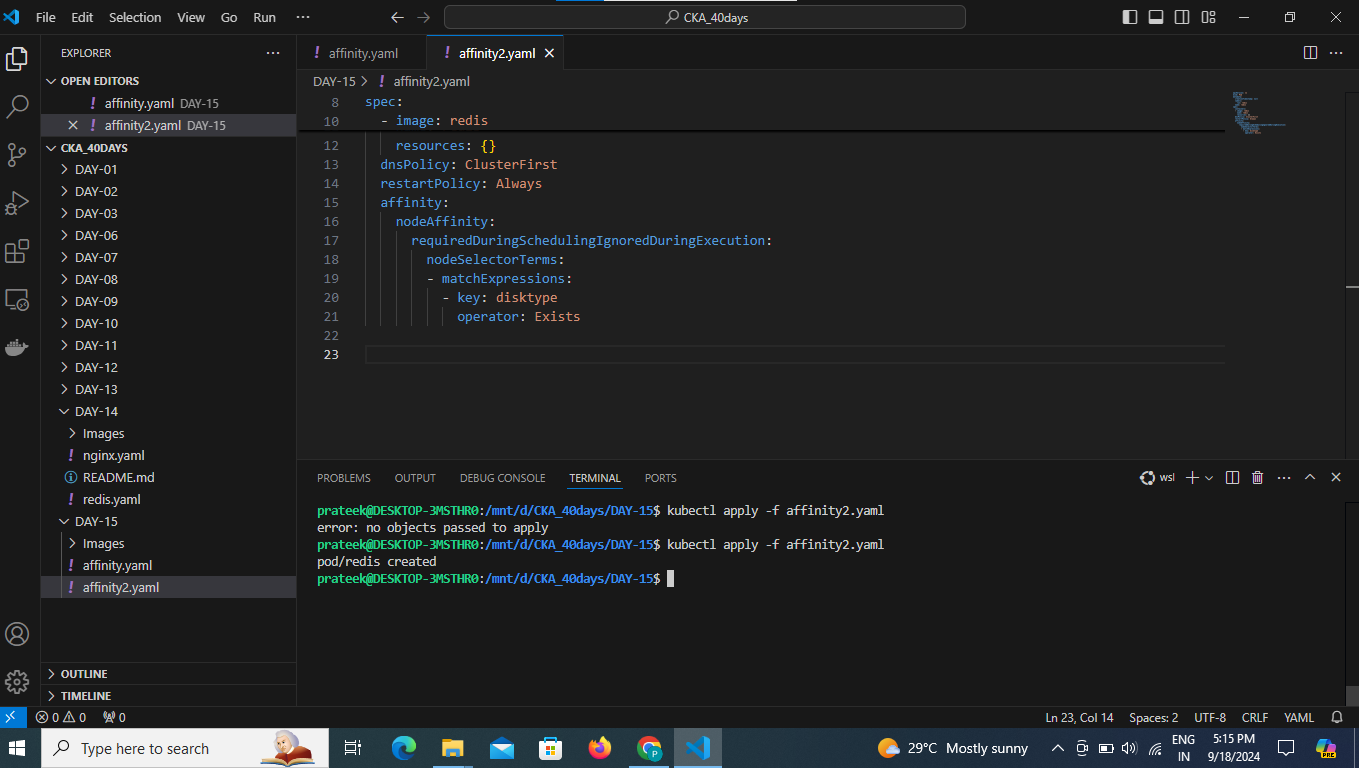 File Edit Selection View Go Run ··· CKA_40days
EXPLORER ···
OPEN EDITORS
! affinity.yaml DAY-15
! affinity2.yaml DAY-15
CKA_40DAYS
DAY-01
DAY-02
DAY-03
DAY-06
DAY-07
DAY-08
DAY-09
DAY-10
DAY-11
DAY-12
DAY-13
DAY-14
Images
! nginx.yaml
README.md
! redis.yaml
DAY-15
Images
! affinity.yaml
! affinity2.yaml
OUTLINE
TIMELINE
! affinity.yaml ! affinity2.yaml
DAY-15 > ! affinity2.yaml
8 spec:
10 - image: redis
12 resources: {}
13 dnsPolicy: ClusterFirst
14 restartPolicy: Always
15 affinity:
16 nodeAffinity:
17 requiredDuringSchedulingIgnoredDuringExecution:
18 nodeSelectorTerms:
19 - matchExpressions:
20 - key: disktype
21 operator: Exists
22
23
PROBLEMS OUTPUT DEBUG CONSOLE TERMINAL PORTS wsl
prateek@DESKTOP-3MSTHR0:/mnt/d/CKA_40days/DAY-15$ kubectl apply -f affinity2.yaml
error: no objects passed to apply
prateek@DESKTOP-3MSTHR0:/mnt/d/CKA_40days/DAY-15$ kubectl apply -f affinity2.yaml
pod/redis created
prateek@DESKTOP-3MSTHR0:/mnt/d/CKA_40days/DAY-15$
0 0 0 Ln 23, Col 14 Spaces: 2 UTF-8 CRLF YAML
Type here to search 29°C Mostly sunny
ENG
IN
5:15 PM
9/18/2024
PRE